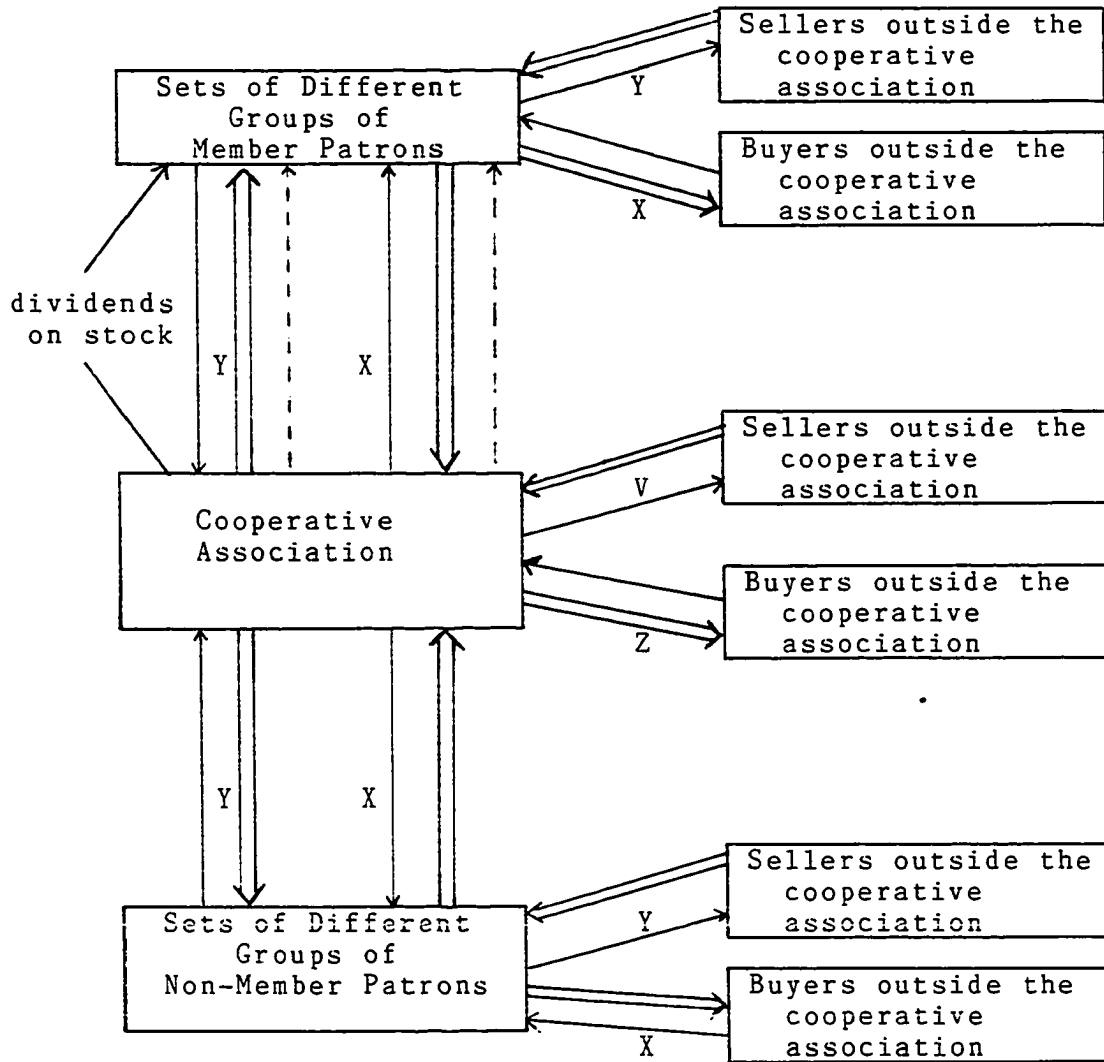 Sellers outside the
cooperative
association
Sets of Different
Groups of
Member Patrons
Y
Buyers outside the
cooperative
association
X
dividends
on stock
Y
X
Sellers outside the
cooperative
association
V
Cooperative
Association
Buyers outside the
cooperative
association
Z
Y
X
Sellers outside the
cooperative
association
Sets of Different
Groups of
Non-Member Patrons
Y
Buyers outside the
cooperative
association
X